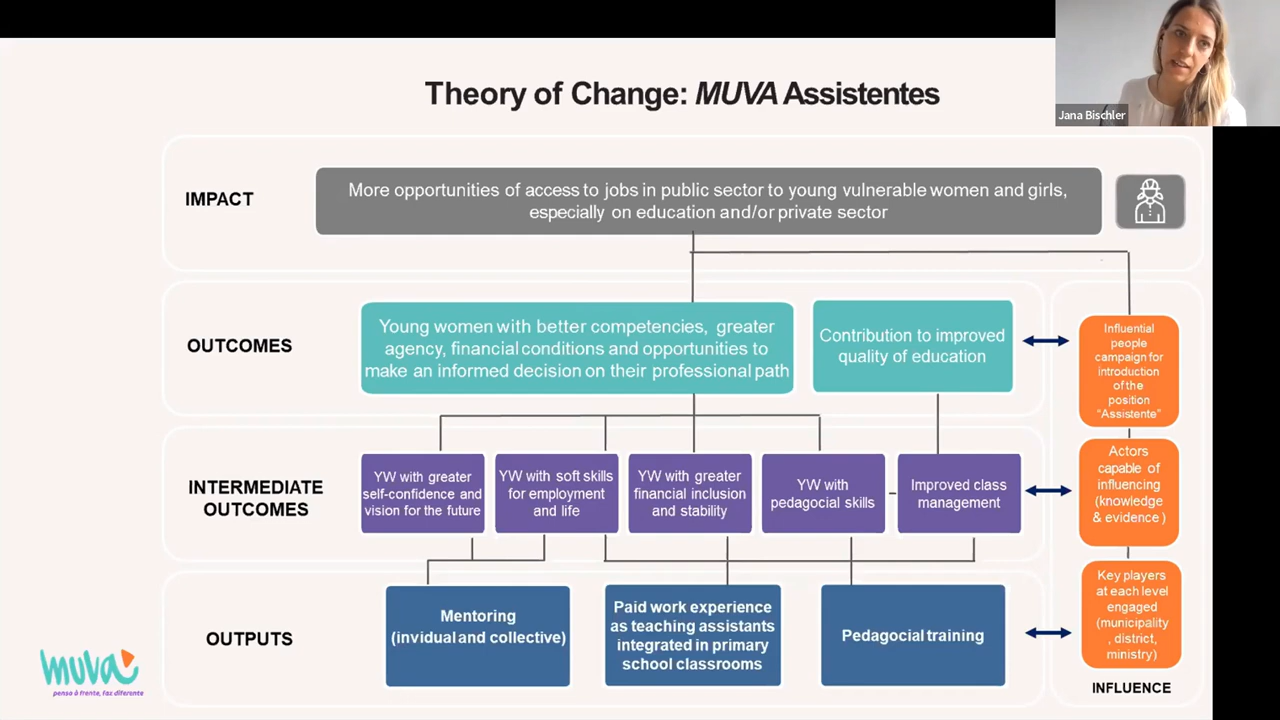 Jana Bischler
Theory of Change: MUVA Assistentes
IMPACT
More opportunities of access to jobs in public sector to young vulnerable women and girls,
especially on education and/or private sector
OUTCOMES
Young women with better competencies, greater
agency, financial conditions and opportunities to
make an informed decision on their professional path
Contribution to improved
quality of education
Influential
people
campaign for
introduction
of the
position
“Assistente”
INTERMEDIATE
OUTCOMES
YW with greater
self-confidence and
vision for the future
YW with soft skills
for employment
and life
YW with greater
financial inclusion
and stability
YW with
pedagocial skills
Improved class
management
Actors
capable of
influencing
(knowledge
& evidence )
OUTPUTS
Mentoring
(invidual and collective)
Paid work experience
as teaching assistants
integrated in primary
school classrooms
Pedagocial training
Key players
at each level
engaged
(municipality
, district,
ministry)
INFLUENCE
muva
pensa à frente, faz diferente